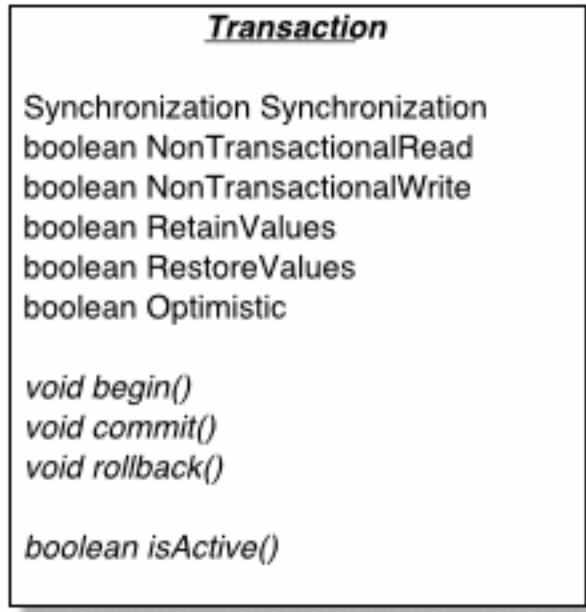 Transaction
Synchronization Synchronization
boolean NonTransactionalRead
boolean NonTransactionalWrite
boolean RetainValues
boolean RestoreValues
boolean Optimistic
void begin()
void commit()
void rollback()
boolean isActive()